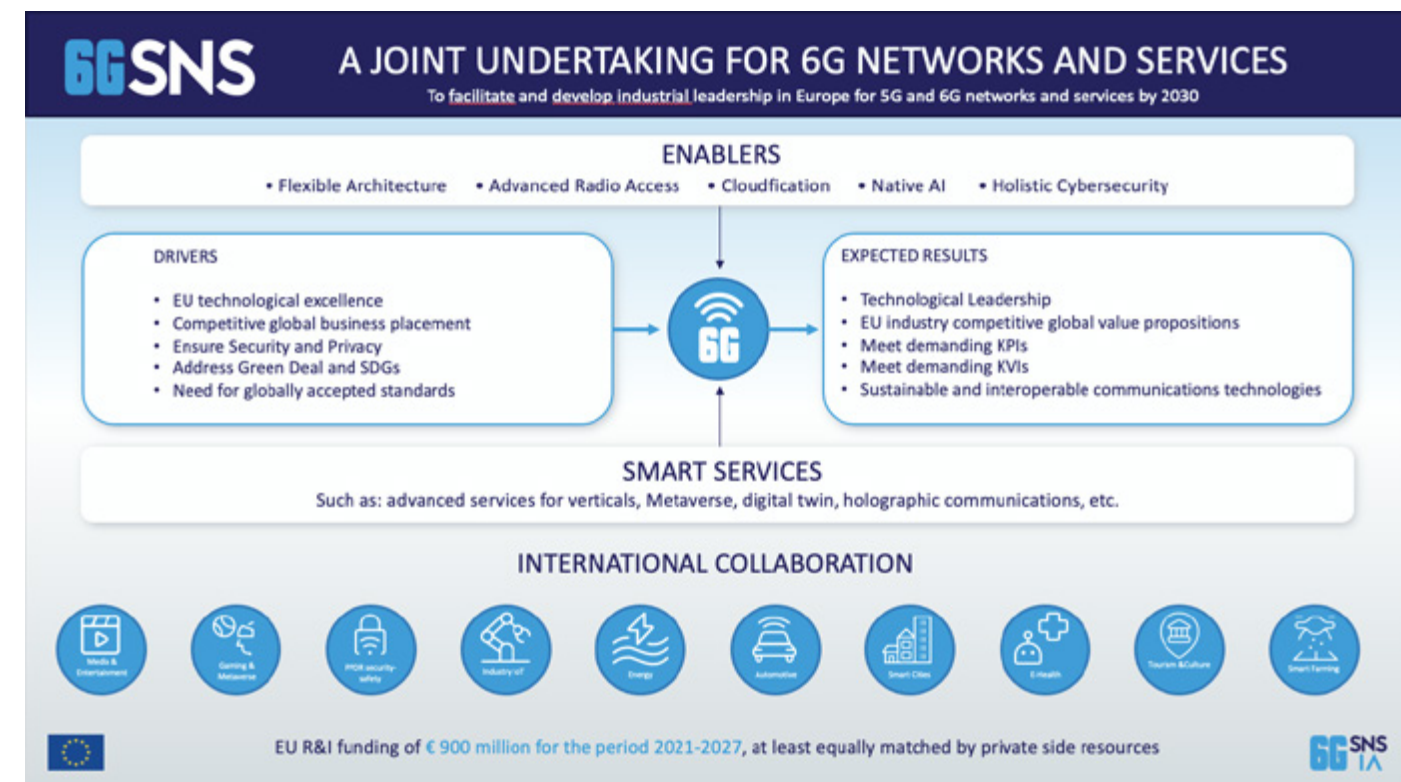 6GSNS
A JOINT UNDERTAKING FOR 6G NETWORKS AND SERVICES
To facilitate and develop industrial leadership in Europe for 5G and 6G networks and services by 2030
ENABLERS
• Flexible Architecture • Advanced Radio Access • Cloudfication • Native AI • Holistic Cybersecurity
DRIVERS
• EU technological excellence
• Competitive global business placement
• Ensure Security and Privacy
• Address Green Deal and SDGs
• Need for globally accepted standards
6G
EXPECTED RESULTS
• Technological Leadership
• EU industry competitive global value propositions
• Meet demanding KPIs
• Meet demanding KVIs
• Sustainable and interoperable communications technologies
SMART SERVICES
Such as: advanced services for verticals, Metaverse, digital twin, holographic communications, etc.
INTERNATIONAL COLLABORATION
Media &
Entertainment
Gaming &
Metaverse
PPDR security-
safety
Industry IoT
Energy
Automotive
Smart Cities
E-Health
Tourism &Culture
Smart Farming
EU R&I funding of € 900 million for the period 2021-2027, at least equally matched by private side resources
6G SNS
IA